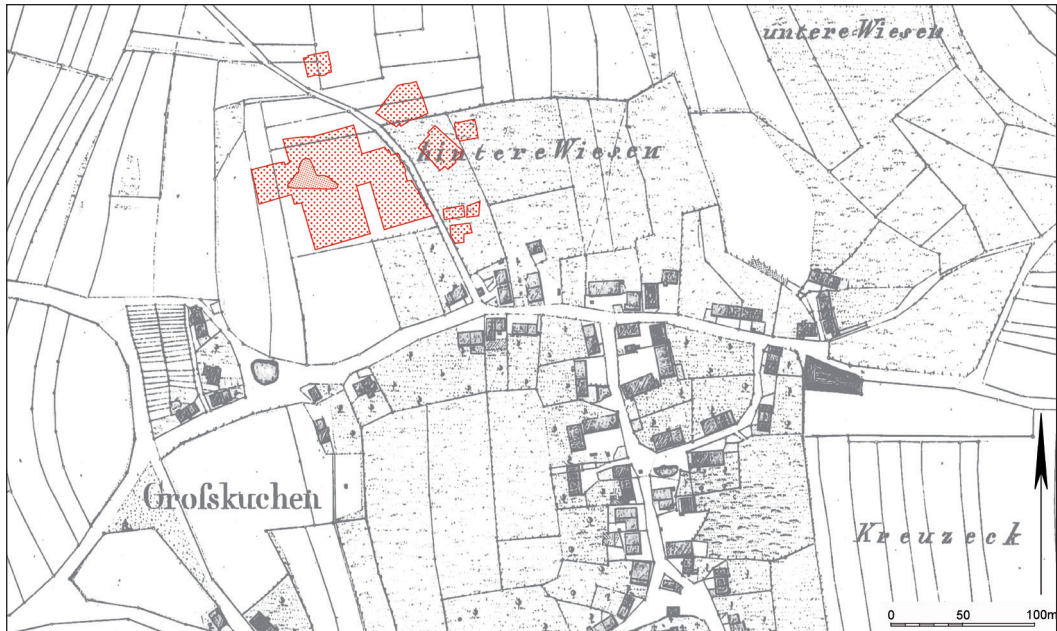 untere Wiesen
hintere Wiesen
Großkuchen
Kreuzeck
0 50 100m